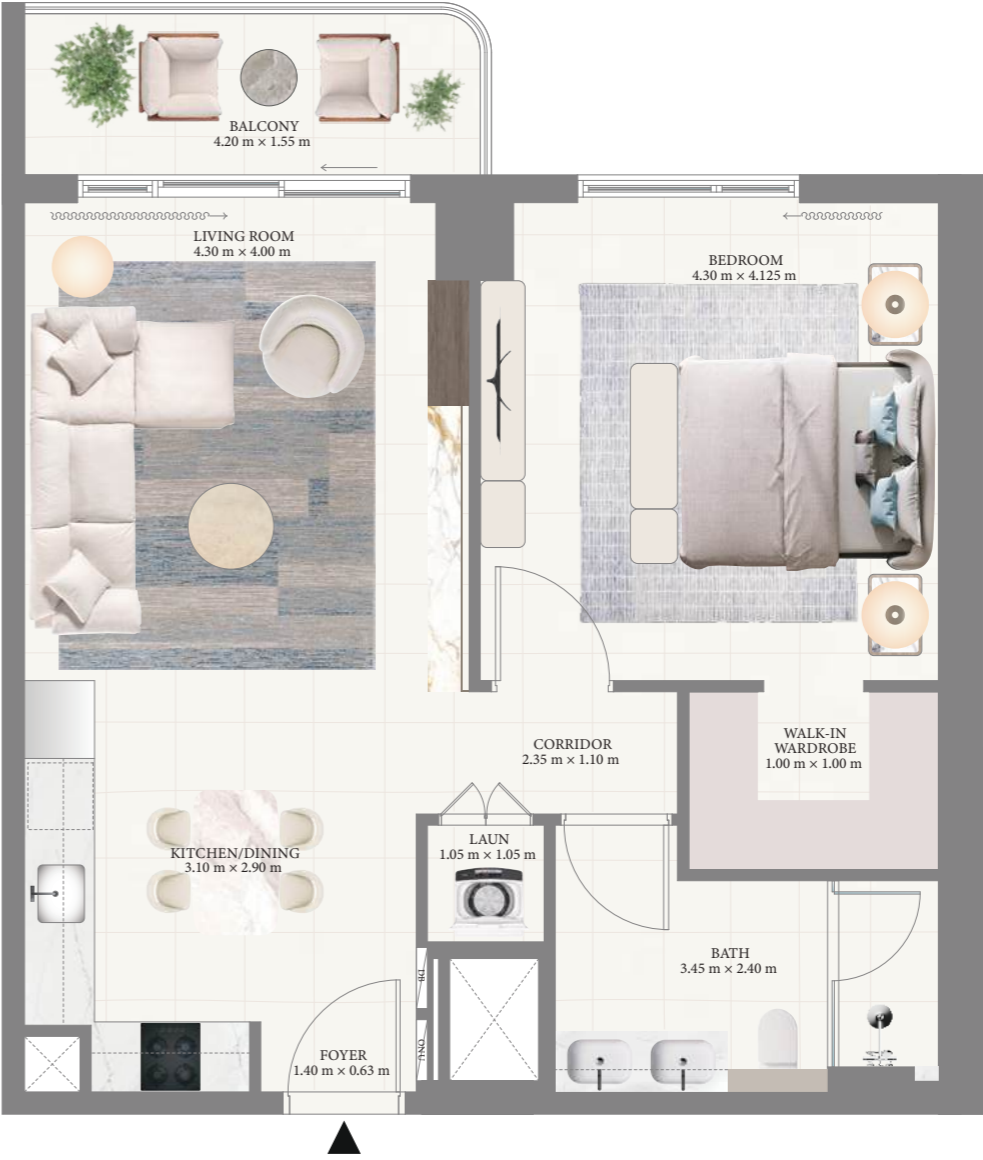 BALCONY
4.20 m × 1.55 m
LIVING ROOM
4.30 m × 4.00 m
BEDROOM
4.30 m × 4.125 m
CORRIDOR
2.35 m × 1.10 m
WALK-IN
WARDROBE
1.00 m × 1.00 m
LAUN
1.05 m × 1.05 m
KITCHEN/DINING
3.10 m × 2.90 m
BATH
3.45 m × 2.40 m
DB
ONU
FOYER
1.40 m × 0.63 m